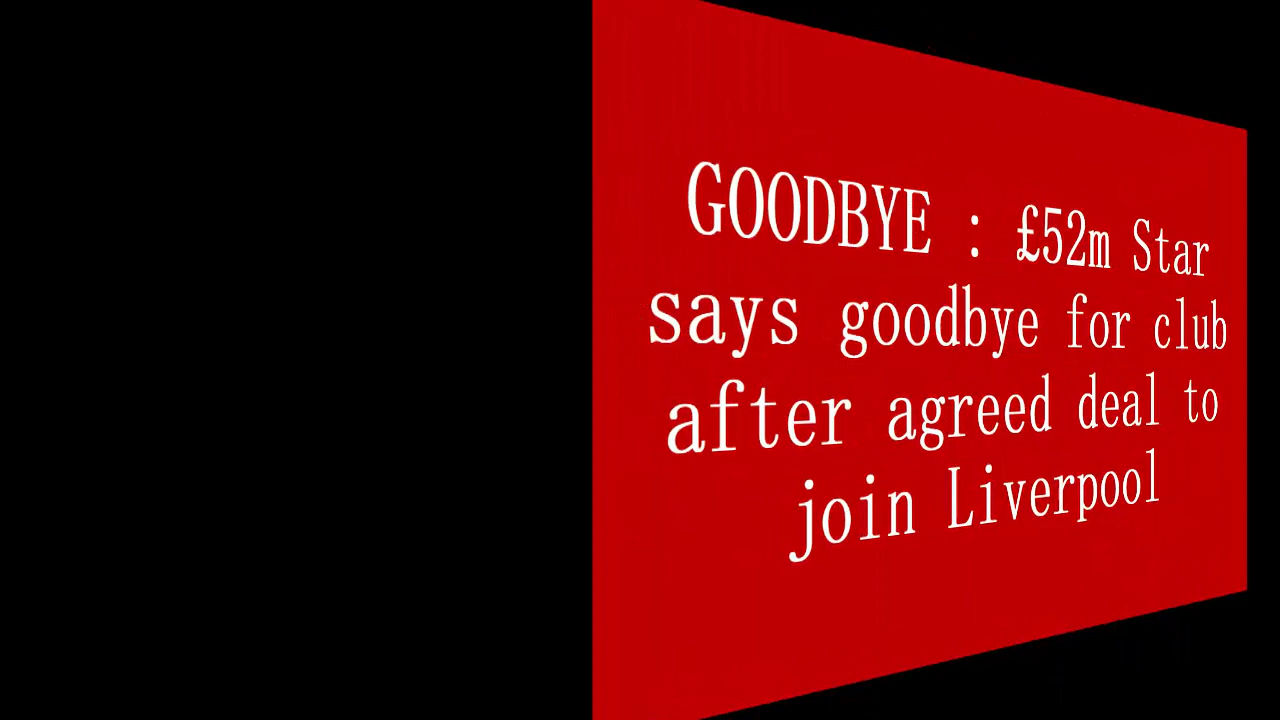 GOODBYE : £52m Star
says goodbye for club
after agreed deal to
join Liverpool